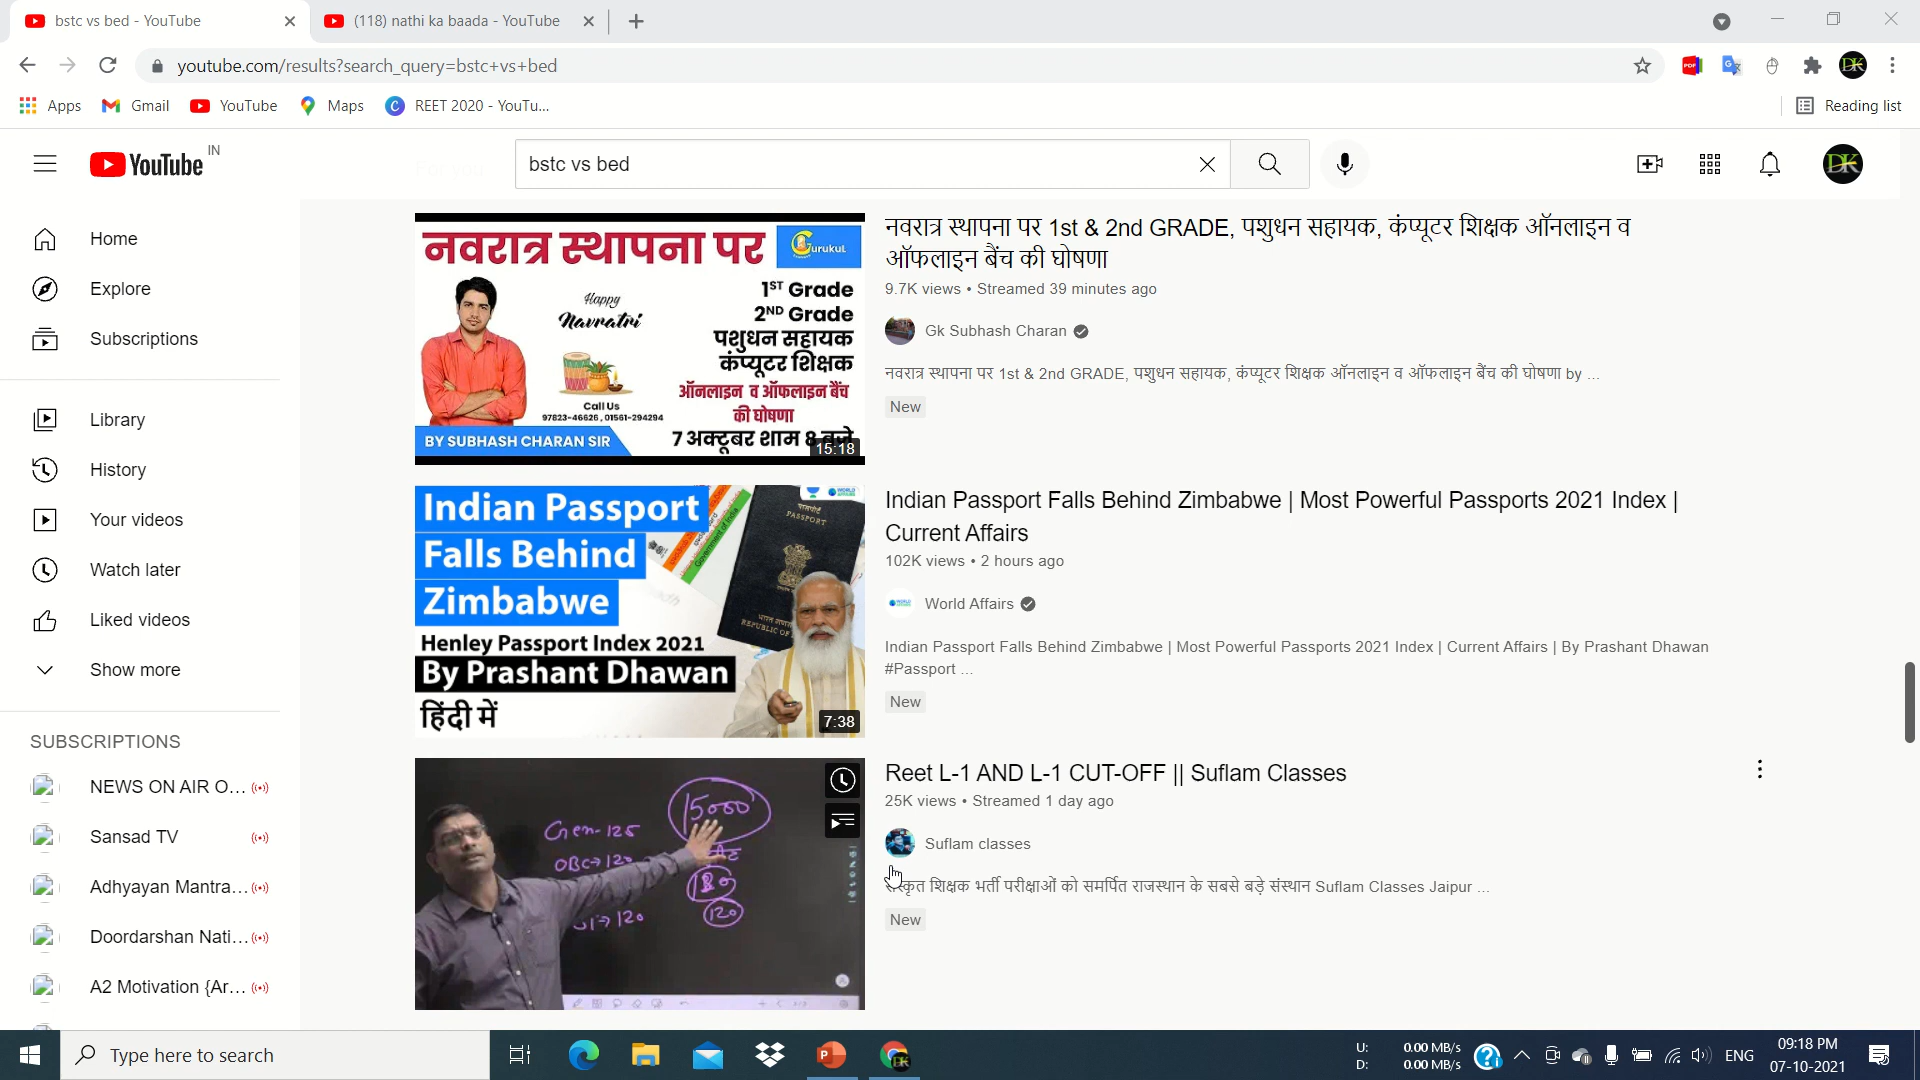 bstc vs bed - YouTube
(118) nathi ka baada - YouTube
youtube.com/results?search_query=bstc+vs+bed
PDF
DK
Apps
Gmail
YouTube
Maps
REET 2020 - YouTu...
Reading list
YouTube
IN
bstc vs bed
DK
Home
Explore
Subscriptions
Library
History
Your videos
Watch later
Liked videos
Show more
SUBSCRIPTIONS
NEWS ON AIR O...
Sansad TV
Adhyayan Mantra...
Doordarshan Nati...
A2 Motivation {Ar...
नवरात्र स्थापना पर
Gurukul
Happy
Navratri
1ST Grade
2ND Grade
पशुधन सहायक
कंप्यूटर शिक्षक
ऑनलाइन व ऑफलाइन बैंच
की घोषणा
Call Us
97823-46626, 01561-294294
BY SUBHASH CHARAN SIR
7 अक्टूबर शाम 8 बजे
15:18
नवरात्र स्थापना पर 1st & 2nd GRADE, पशुधन सहायक, कंप्यूटर शिक्षक ऑनलाइन व
ऑफलाइन बैंच की घोषणा
9.7K views • Streamed 39 minutes ago
Gk Subhash Charan
नवरात्र स्थापना पर 1st & 2nd GRADE, पशुधन सहायक, कंप्यूटर शिक्षक ऑनलाइन व ऑफलाइन बैंच की घोषणा by ...
New
Indian Passport
Falls Behind
Zimbabwe
Henley Passport Index 2021
By Prashant Dhawan
हिंदी में
WORLD AFFAIRS
पासपोर्ट
PASSPORT
7:38
Indian Passport Falls Behind Zimbabwe | Most Powerful Passports 2021 Index |
Current Affairs
102K views • 2 hours ago
World Affairs
Indian Passport Falls Behind Zimbabwe | Most Powerful Passports 2021 Index | Current Affairs | By Prashant Dhawan
#Passport ...
New
Gen-125
15000
OBC→120
180
120
120
Reet L-1 AND L-1 CUT-OFF || Suflam Classes
25K views • Streamed 1 day ago
Suflam classes
संस्कृत शिक्षक भर्ती परीक्षाओं को समर्पित राजस्थान के सबसे बड़े संस्थान Suflam Classes Jaipur ...
New
Type here to search
U: 0.00 MB/s
D: 0.00 MB/s
ENG
09:18 PM
07-10-2021